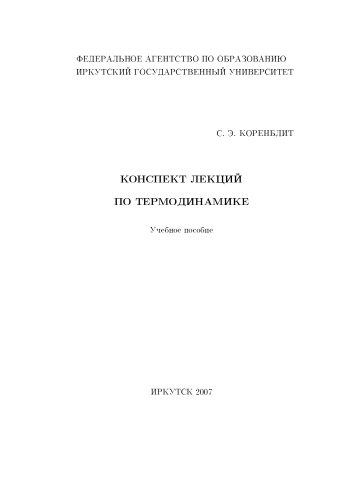 ФЕДЕРАЛЬНОЕ АГЕНТСТВО ПО ОБРАЗОВАНИЮ
ИРКУТСКИЙ ГОСУДАРСТВЕННЫЙ УНИВЕРСИТЕТ
С. Э. КОРЕНБЛИТ
КОНСПЕКТ ЛЕКЦИЙ
ПО ТЕРМОДИНАМИКЕ
Учебное пособие
ИРКУТСК 2007